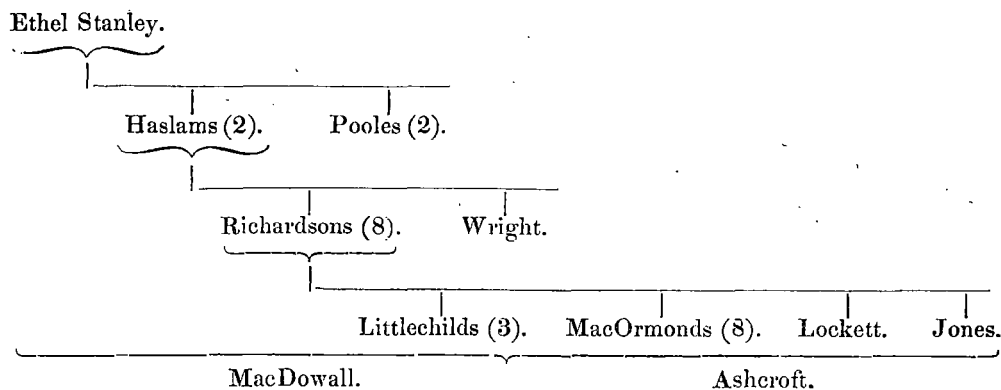 Ethel Stanley.
Haslams (2). Pooles (2).
Richardsons (8). Wright.
Littlechilds (3). MacOrmonds (8). Lockett. Jones.
MacDowall. Ashcroft.